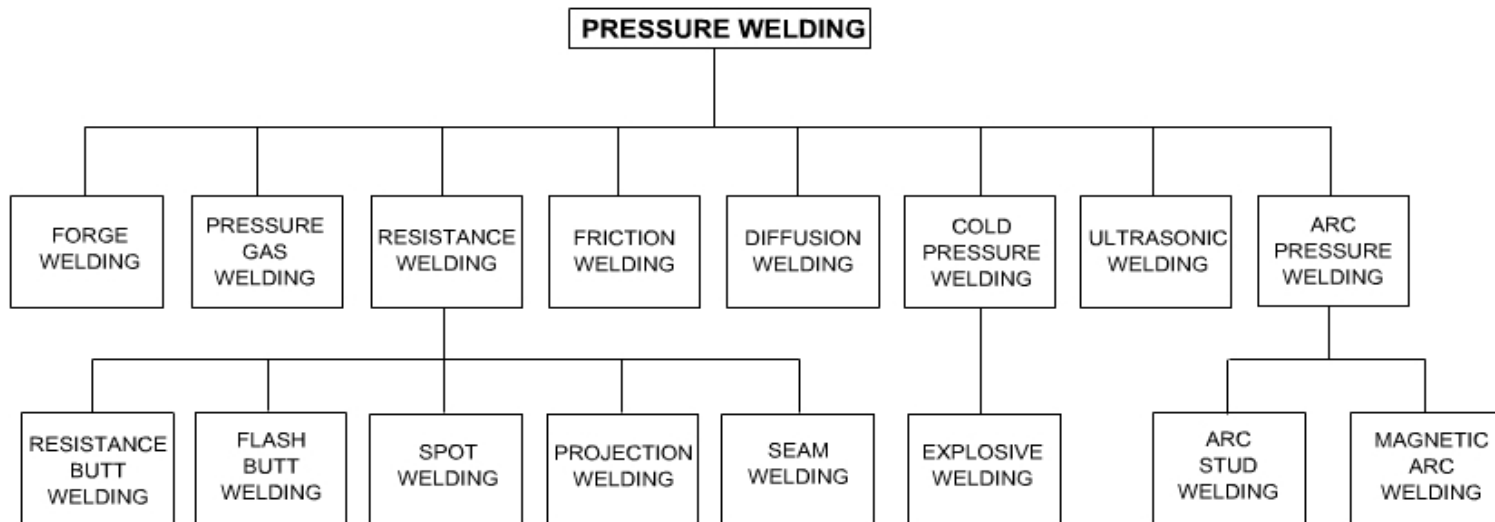 PRESSURE WELDING
FORGE
WELDING
PRESSURE
GAS
WELDING
RESISTANCE
WELDING
FRICTION
WELDING
DIFFUSION
WELDING
COLD
PRESSURE
WELDING
ULTRASONIC
WELDING
ARC
PRESSURE
WELDING
RESISTANCE
BUTT
WELDING
FLASH
BUTT
WELDING
SPOT
WELDING
PROJECTION
WELDING
SEAM
WELDING
EXPLOSIVE
WELDING
ARC
STUD
WELDING
MAGNETIC
ARC
WELDING